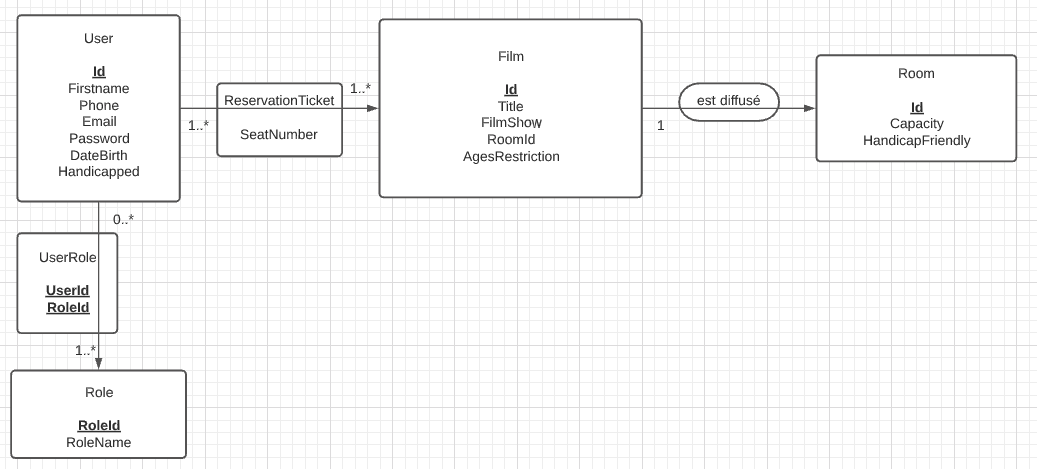 User
Id
Firstname
Phone
Email
Password
DateBirth
Handicapped
1..*
ReservationTicket
SeatNumber
1..*
Film
Id
Title
FilmShow
RoomId
AgesRestriction
1
est diffusé
Room
Id
Capacity
HandicapFriendly
0..*
UserRole
UserId
RoleId
1..*
Role
RoleId
RoleName